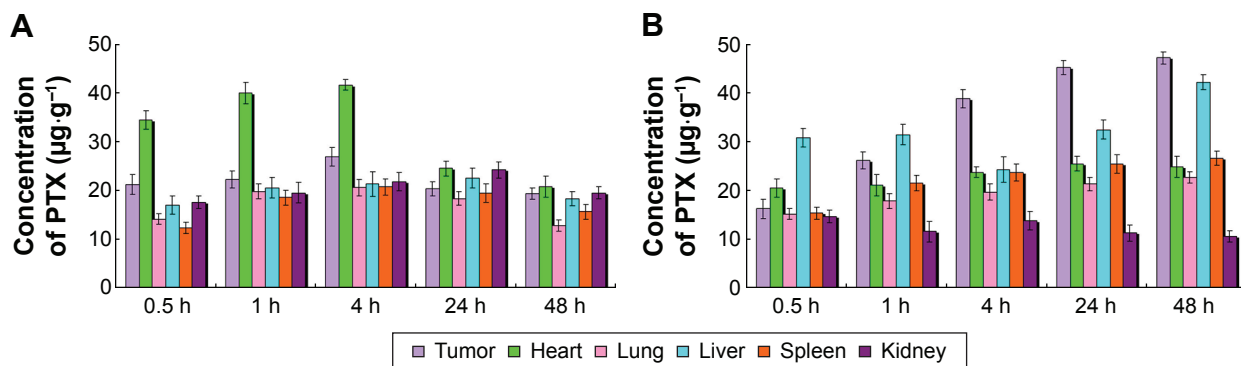 A
Concentration
of PTX (µg·g⁻¹)
50
40
30
20
10
0
0.5 h 1 h 4 h 24 h 48 h
B
Concentration
of PTX (µg·g⁻¹)
50
40
30
20
10
0
0.5 h 1 h 4 h 24 h 48 h
Tumor Heart Lung Liver Spleen Kidney